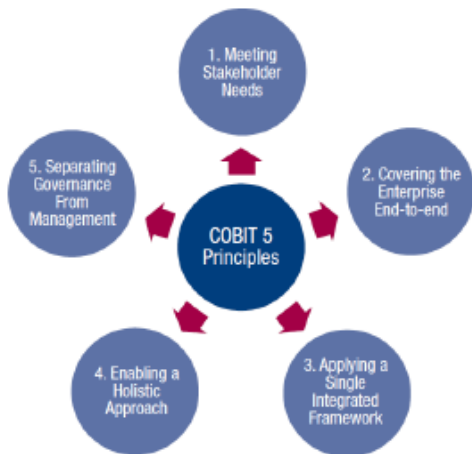 1. Meeting
Stakeholder
Needs
5. Separating
Governance
From
Management
2. Covering the
Enterprise
End-to-end
COBIT 5
Principles
4. Enabling a
Holistic
Approach
3. Applying a
Single
Integrated
Framework